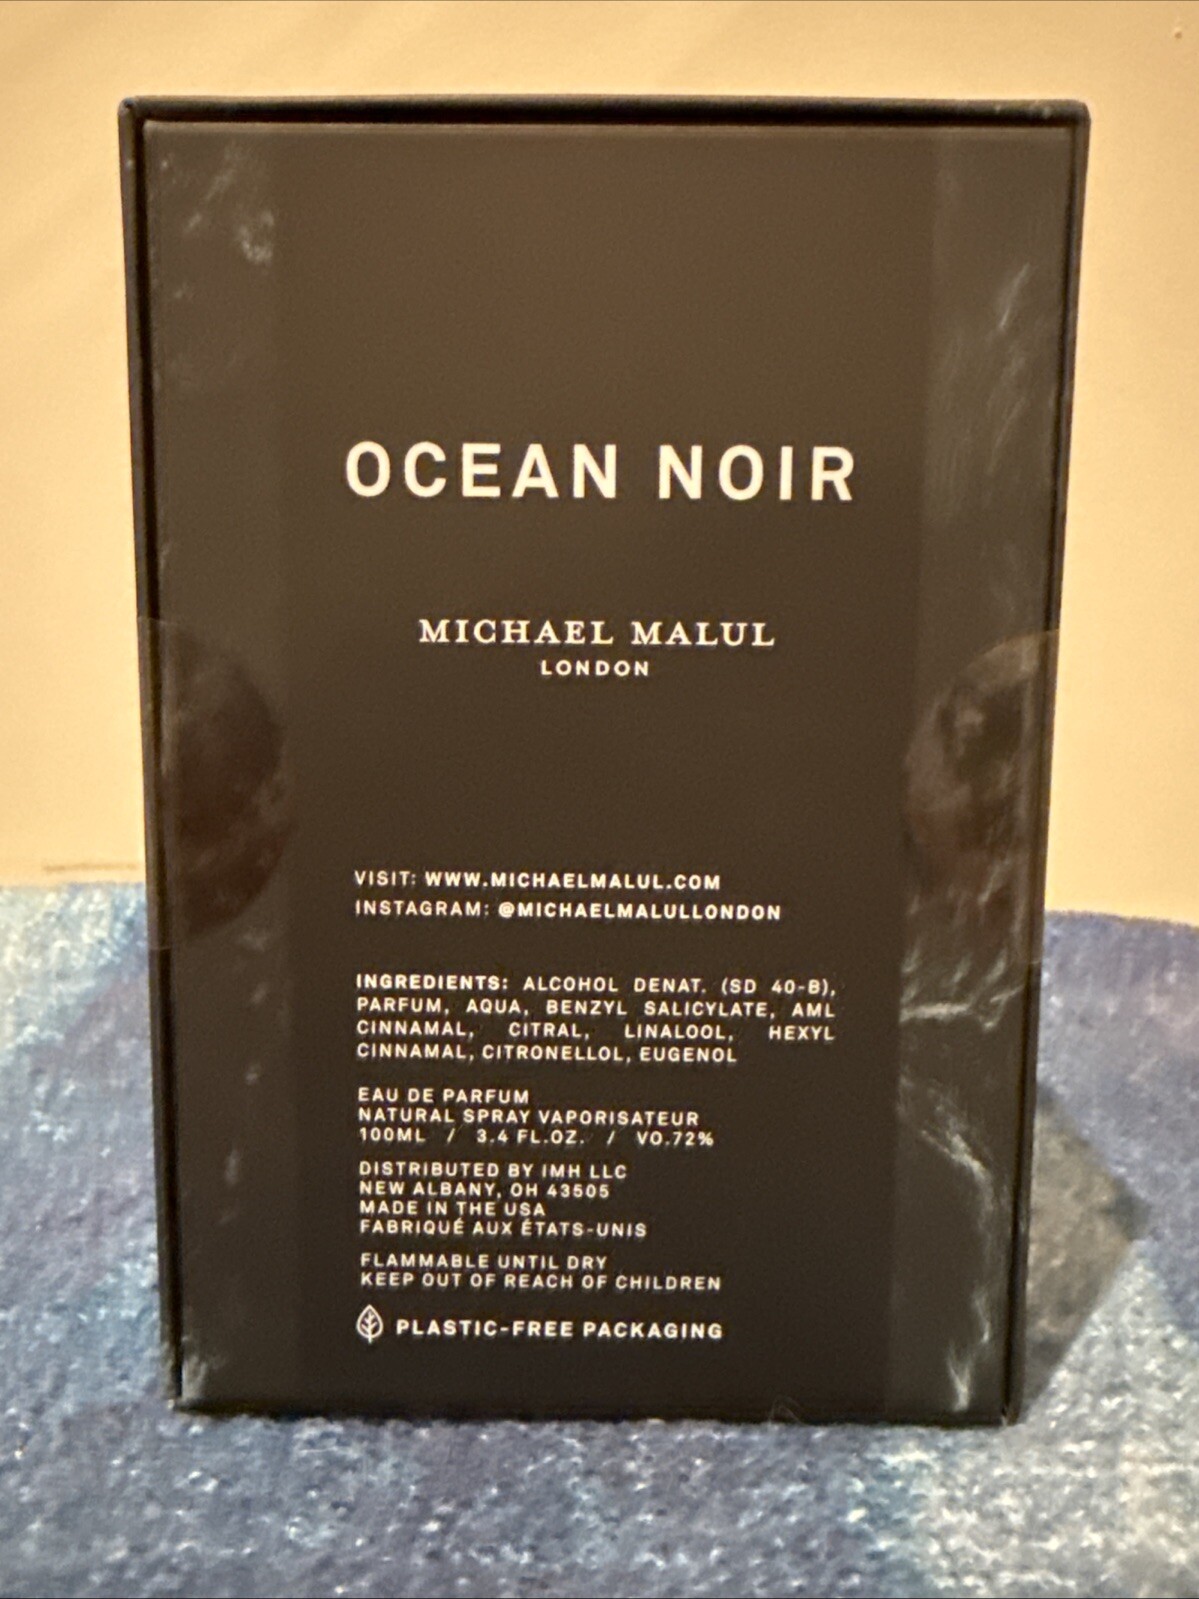 OCEAN NOIR
MICHAEL MALUL
LONDON
VISIT: WWW.MICHAELMALUL.COM
INSTAGRAM: @MICHAELMALULLONDON
INGREDIENTS: ALCOHOL DENAT. (SD 40-B),
PARFUM, AQUA, BENZYL SALICYLATE, AML
CINNAMAL, CITRAL, LINALOOL, HEXYL
CINNAMAL, CITRONELLOL, EUGENOL
EAU DE PARFUM
NATURAL SPRAY VAPORISATEUR
100ML / 3.4 FL.OZ. / VO.72%
DISTRIBUTED BY IMH LLC
NEW ALBANY, OH 43505
MADE IN THE USA
FABRIQUÉ AUX ÉTATS-UNIS
FLAMMABLE UNTIL DRY
KEEP OUT OF REACH OF CHILDREN
PLASTIC-FREE PACKAGING